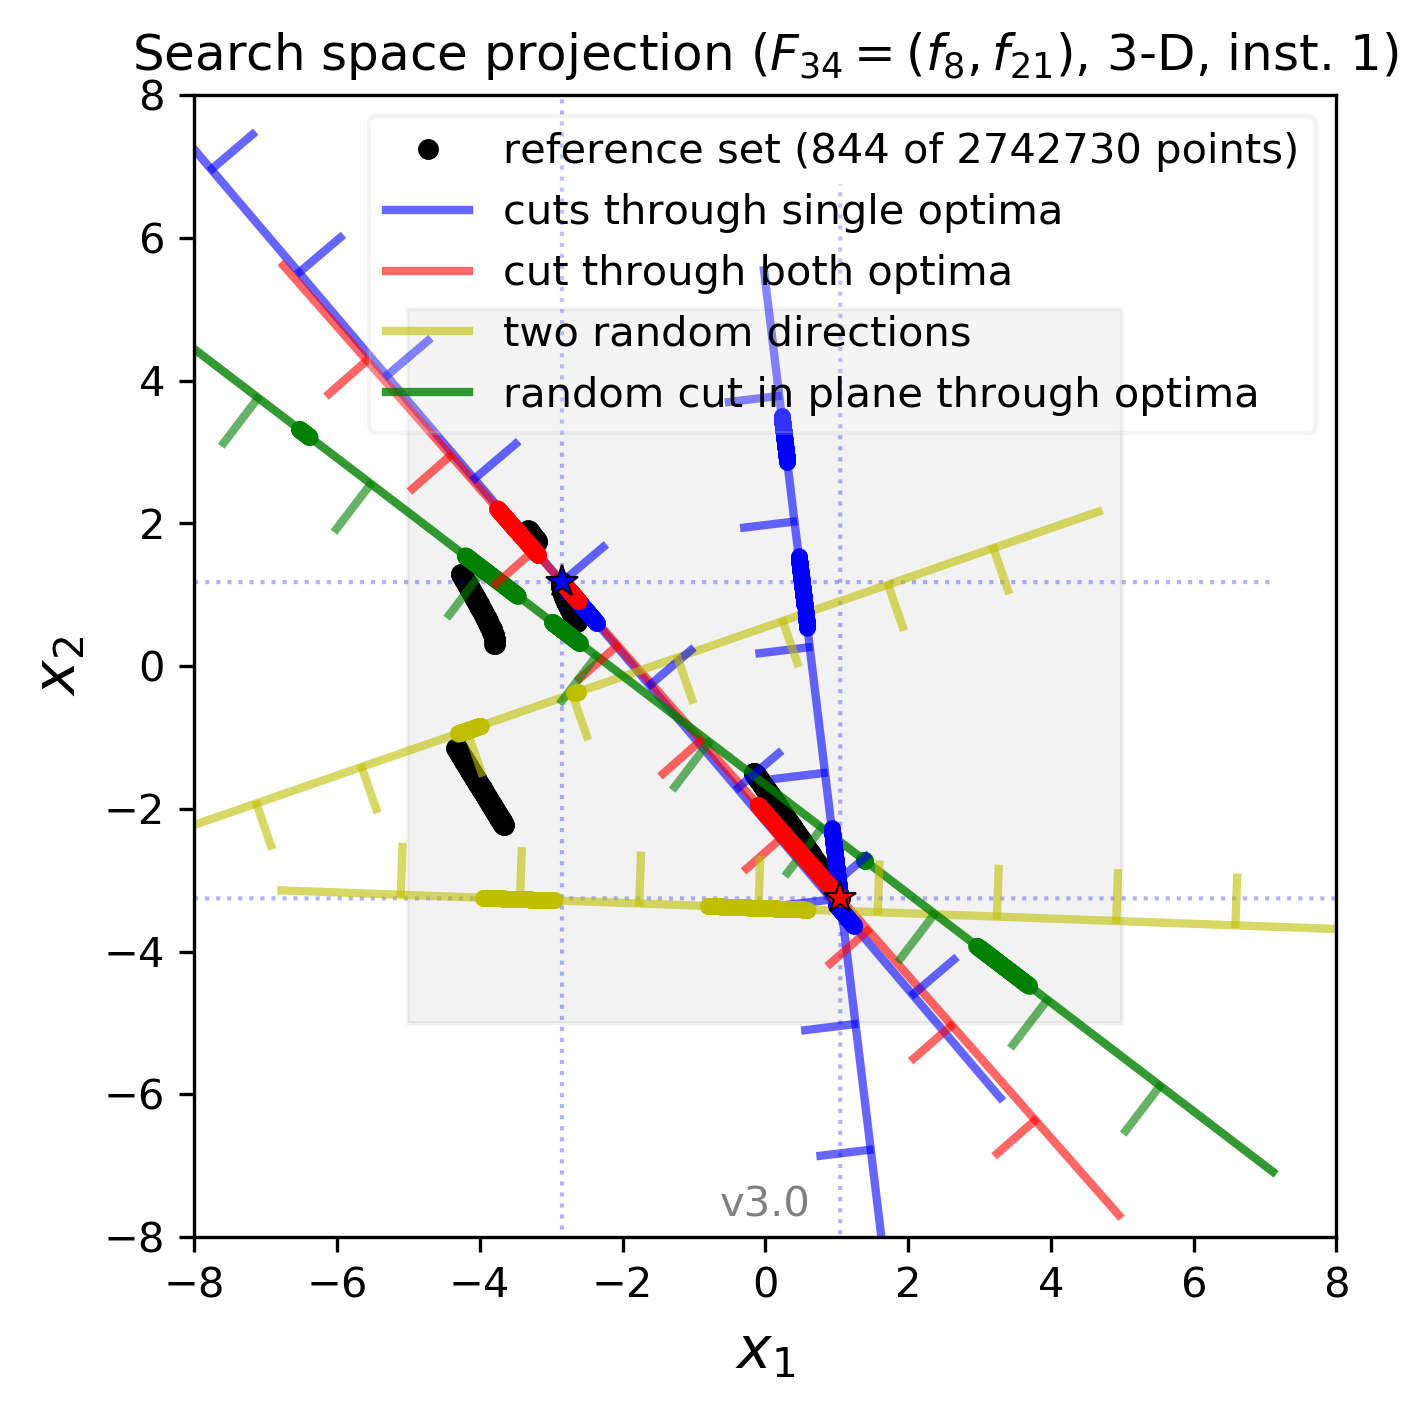 Search space projection (F₃₄ = (f₈, f₂₁), 3-D, inst. 1)
reference set (844 of 2742730 points)
cuts through single optima
cut through both optima
two random directions
random cut in plane through optima
8
6
4
2
0
−2
−4
−6
−8
x₂
v3.0
−8 −6 −4 −2 0 2 4 6 8
x₁